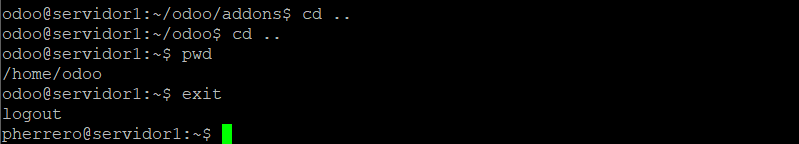 odoo@servidor1:~/odoo/addons$ cd ..
odoo@servidor1:~/odoo$ cd ..
odoo@servidor1:~$ pwd
/home/odoo
odoo@servidor1:~$ exit
logout
pherrero@servidor1:~$